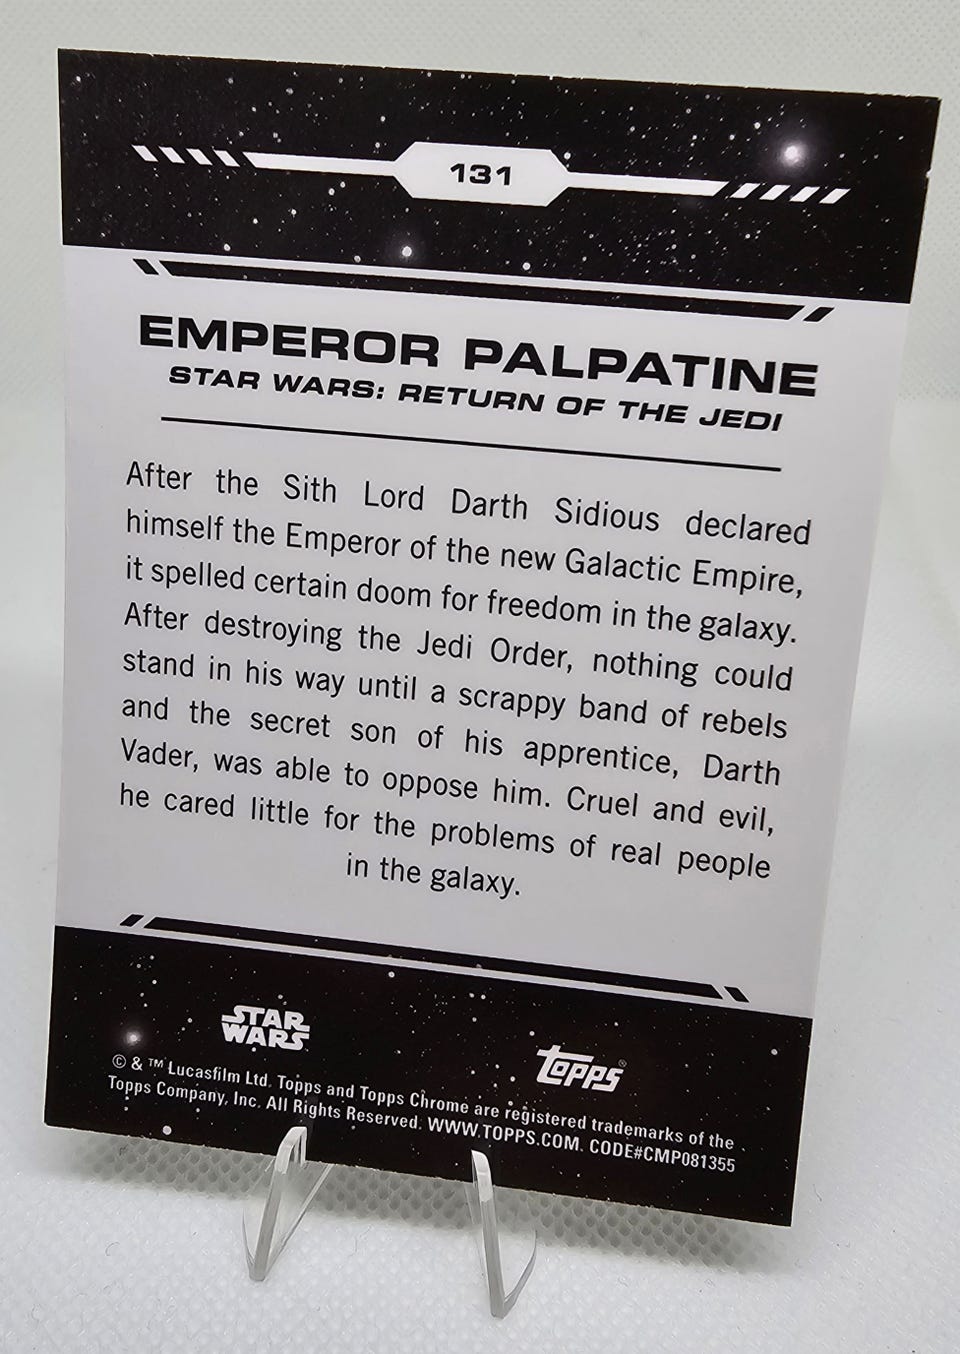 131
EMPEROR PALPATINE
STAR WARS: RETURN OF THE JEDI
After the Sith Lord Darth Sidious declared
himself the Emperor of the new Galactic Empire,
it spelled certain doom for freedom in the galaxy.
After destroying the Jedi Order, nothing could
stand in his way until a scrappy band of rebels
and the secret son of his apprentice, Darth
Vader, was able to oppose him. Cruel and evil,
he cared little for the problems of real people
in the galaxy.
STAR WARS
Topps®
© & ™ Lucasfilm Ltd. Topps and Topps Chrome are registered trademarks of the
Topps Company, Inc. All Rights Reserved. WWW.TOPPS.COM. CODE#CMP081355